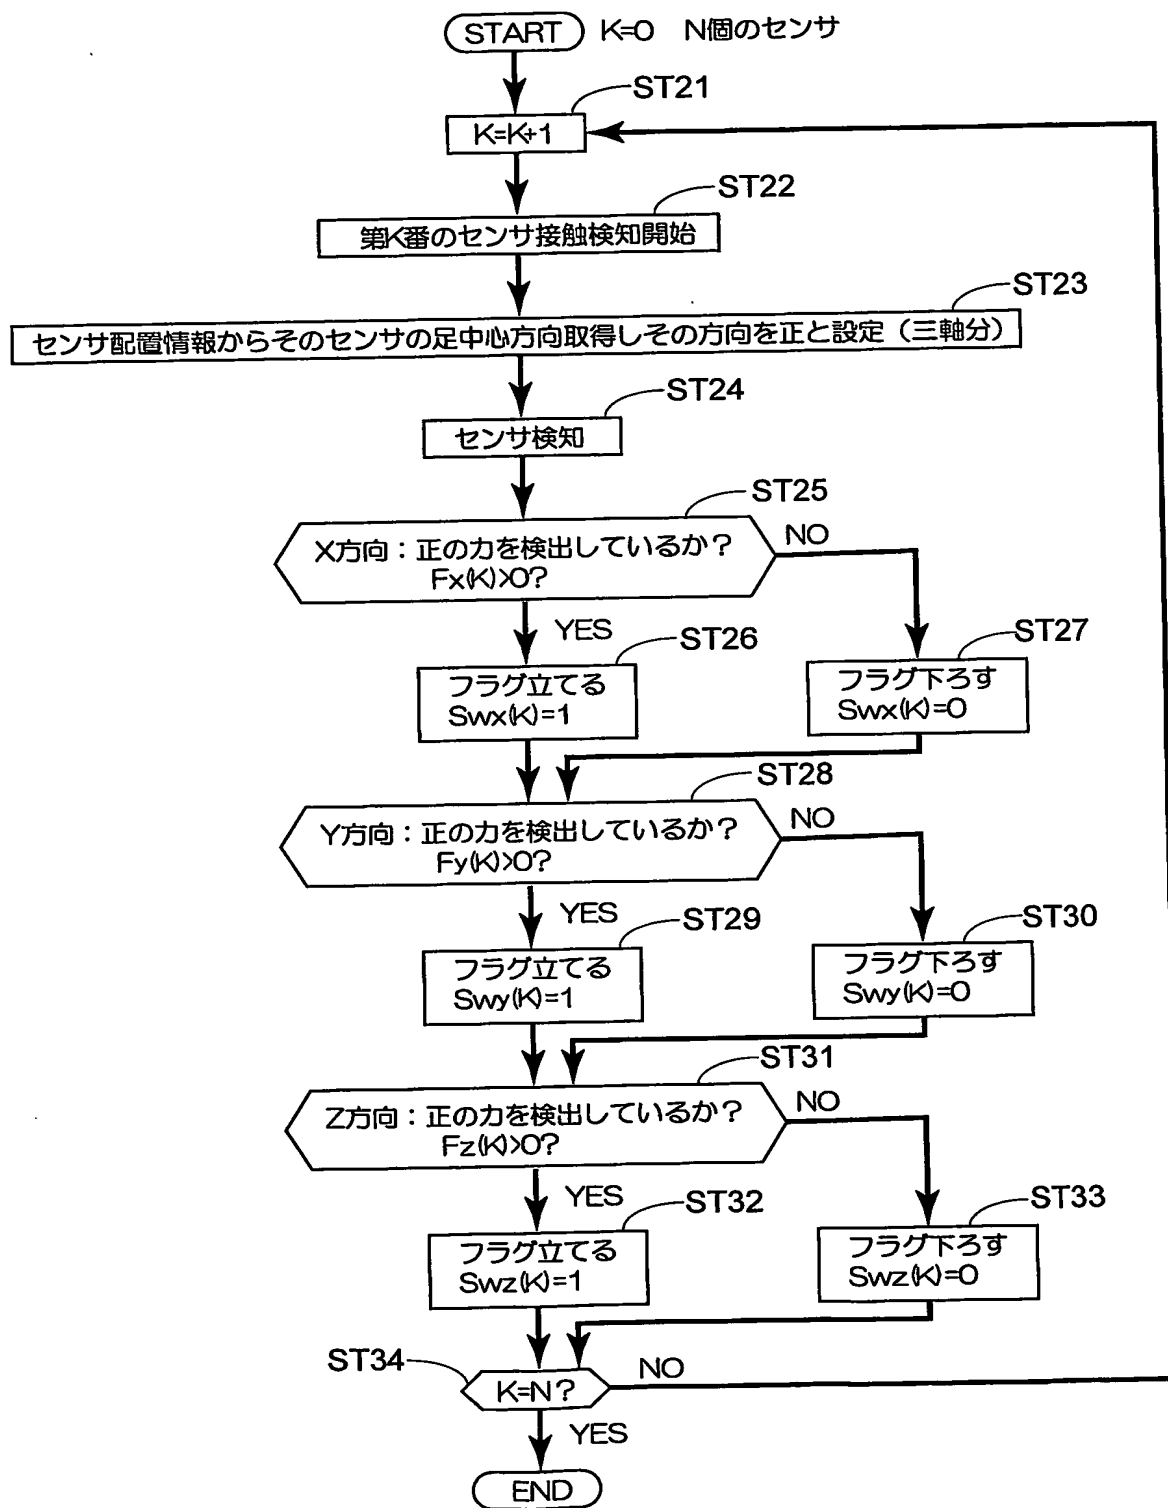 START K=0 N個のセンサ
ST21
K=K+1
ST22
第K番のセンサ接触検知開始
ST23
センサ配置情報からそのセンサの足中心方向取得しその方向を正と設定（三軸分）
ST24
センサ検知
ST25
X方向：正の力を検出しているか？
Fx(K)>0?
NO
YES
ST26
フラグ立てる
Swx(K)=1
ST27
フラグ下ろす
Swx(K)=0
ST28
Y方向：正の力を検出しているか？
Fy(K)>0?
NO
YES
ST29
フラグ立てる
Swy(K)=1
ST30
フラグ下ろす
Swy(K)=0
ST31
Z方向：正の力を検出しているか？
Fz(K)>0?
NO
YES
ST32
フラグ立てる
Swz(K)=1
ST33
フラグ下ろす
Swz(K)=0
ST34
K=N？
NO
YES
END